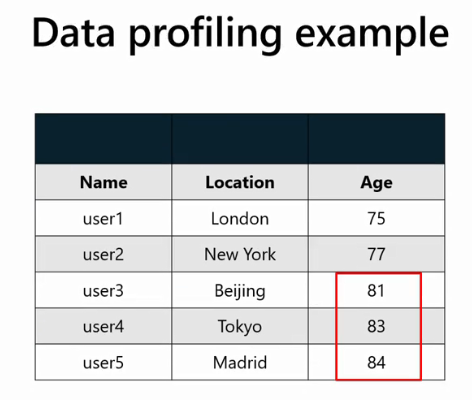 Data profiling example
Name Location Age
user1 London 75
user2 New York 77
user3 Beijing 81
user4 Tokyo 83
user5 Madrid 84